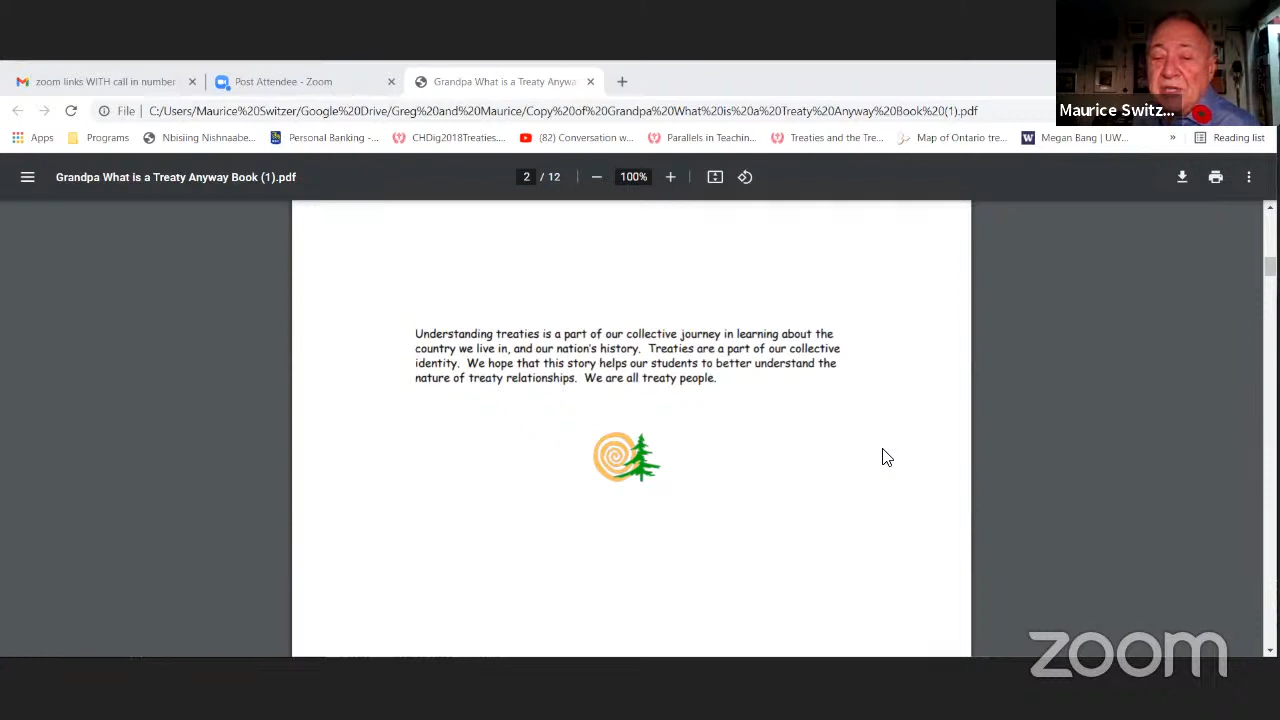 Maurice Switz...
zoom links WITH call in number
Post Attendee - Zoom
Grandpa What is a Treaty Anyway
File
C:/Users/Maurice%20Switzer/Google%20Drive/Greg%20and%20Maurice/Copy%20of%20Grandpa%20What%20is%20a%20Treaty%20Anyway%20Book%20(1).pdf
Apps
Programs
Nbisiing Nishnaabe...
Personal Banking -...
CHDig2018Treaties...
(82) Conversation w...
Parallels in Teachin...
Treaties and the Tre...
Map of Ontario tre...
Megan Bang | UW...
»
Reading list
Grandpa What is a Treaty Anyway Book (1).pdf
2 / 12
100%
Understanding treaties is a part of our collective journey in learning about the
country we live in, and our nation's history. Treaties are a part of our collective
identity. We hope that this story helps our students to better understand the
nature of treaty relationships. We are all treaty people.
zoom